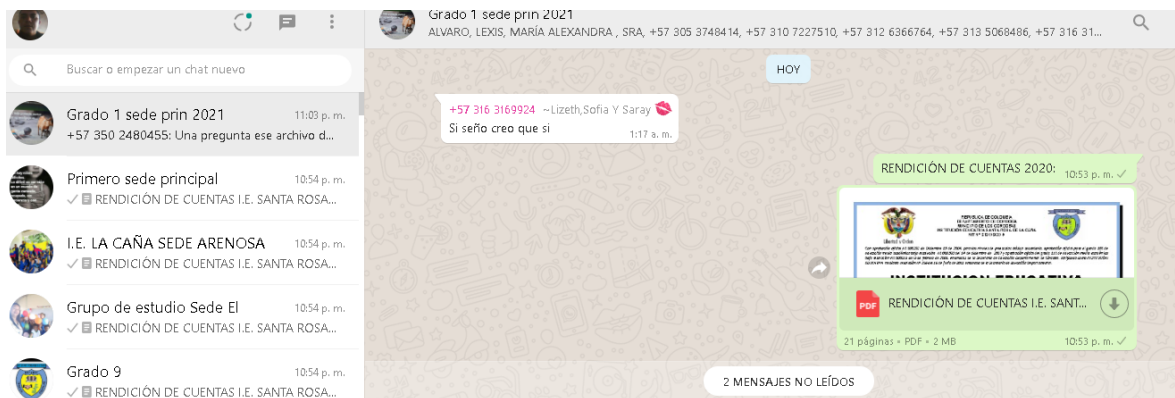 Buscar o empezar un chat nuevo
Grado 1 sede prin 2021 11:03 p. m.
+57 350 2480455: Una pregunta ese archivo d...
Primero sede principal 10:54 p. m.
RENDICIÓN DE CUENTAS I.E. SANTA ROSA...
I.E. LA CAÑA SEDE ARENOSA 10:54 p. m.
RENDICIÓN DE CUENTAS I.E. SANTA ROSA...
Grupo de estudio Sede El 10:54 p. m.
RENDICIÓN DE CUENTAS I.E. SANTA ROSA...
Grado 9 10:54 p. m.
RENDICIÓN DE CUENTAS I.E. SANTA ROSA...
Grado 1 sede prin 2021
ALVARO, LEXIS, MARÍA ALEXANDRA , SRA, +57 305 3748414, +57 310 7227510, +57 312 6366764, +57 313 5068486, +57 316 31...
HOY
+57 316 3169924 ~Lizeth,Sofia Y Saray 💋
Si seño creo que si 1:17 a. m.
RENDICIÓN DE CUENTAS 2020: 10:53 p. m.
REPUBLICA DE COLOMBIA
Libertad y Orden
INSTITUCION EDUCATIVA
PDF RENDICIÓN DE CUENTAS I.E. SANT...
21 páginas • PDF • 2 MB 10:53 p. m.
2 MENSAJES NO LEÍDOS